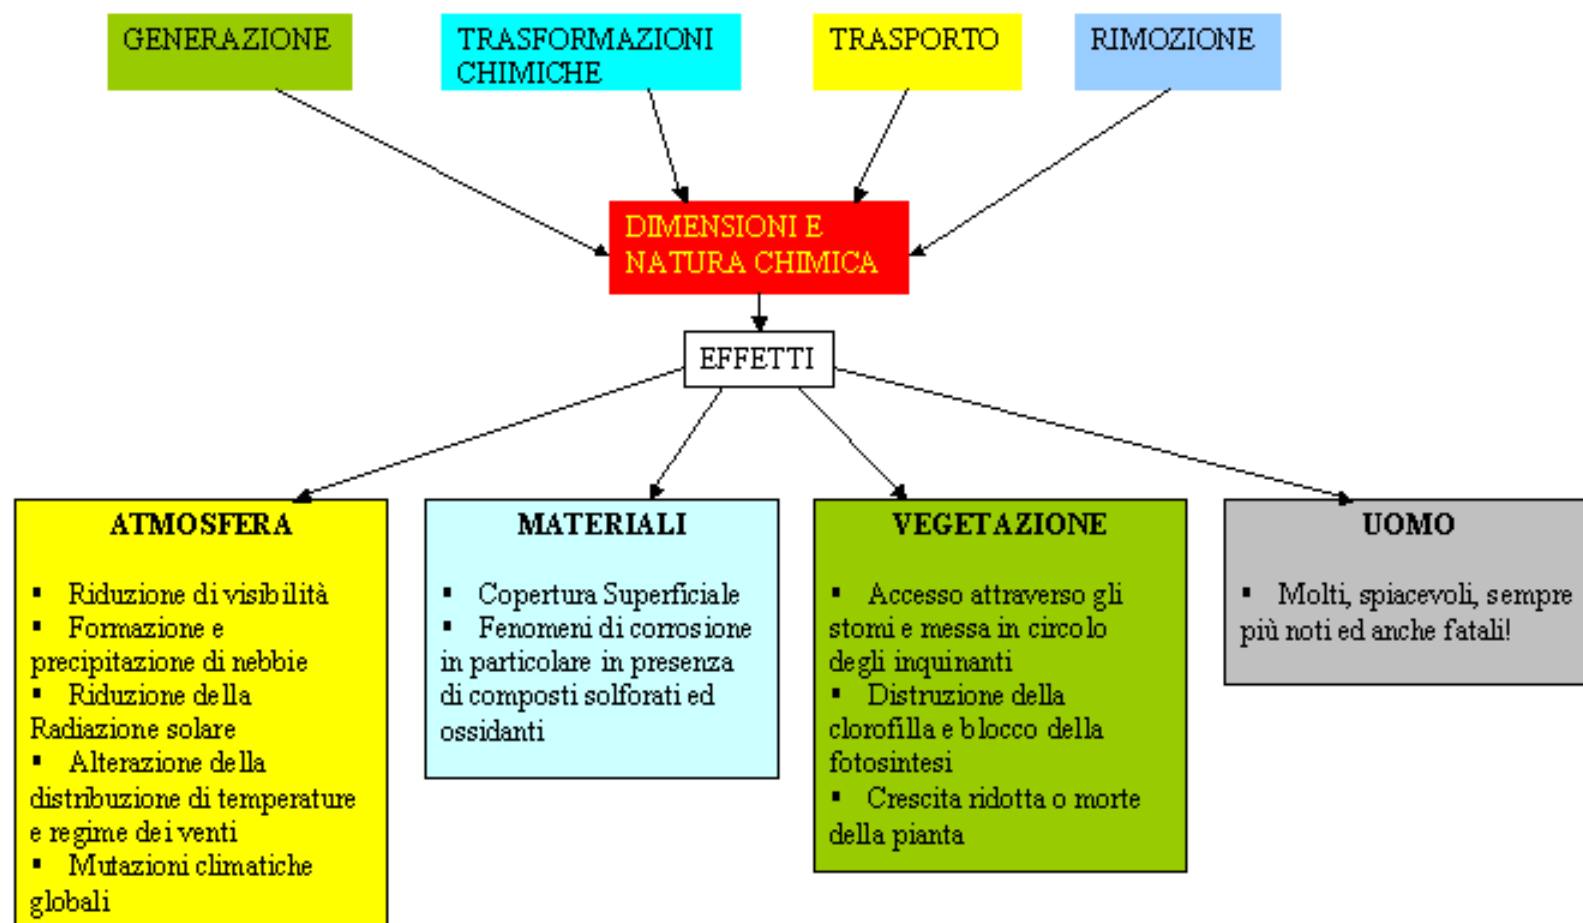 GENERAZIONE
TRASFORMAZIONI
CHIMICHE
TRASPORTO
RIMOZIONE
DIMENSIONI E
NATURA CHIMICA
EFFETTI
ATMOSFERA
▪ Riduzione di visibilità
▪ Formazione e
precipitazione di nebbie
▪ Riduzione della
Radiazione solare
▪ Alterazione della
distribuzione di temperature
e regime dei venti
▪ Mutazioni climatiche
globali
MATERIALI
▪ Copertura Superficiale
▪ Fenomeni di corrosione
in particolare in presenza
di composti solforati ed
ossidanti
VEGETAZIONE
▪ Accesso attraverso gli
stomi e messa in circolo
degli inquinanti
▪ Distruzione della
clorofilla e blocco della
fotosintesi
▪ Crescita ridotta o morte
della pianta
UOMO
▪ Molti, spiacevoli, sempre
più noti ed anche fatali!